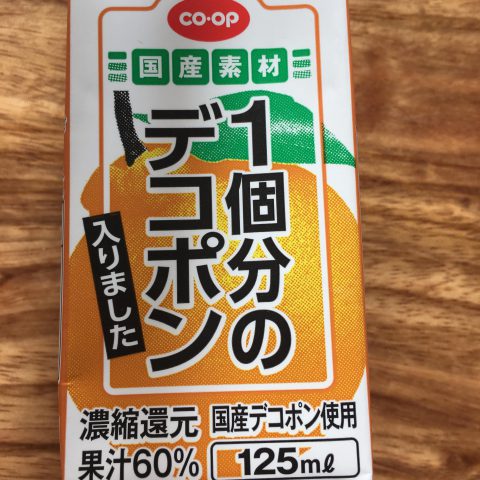 CO・OP
国産素材
1個分の
デコポン
入りました
濃縮還元
果汁60%
国産デコポン使用
125mℓ